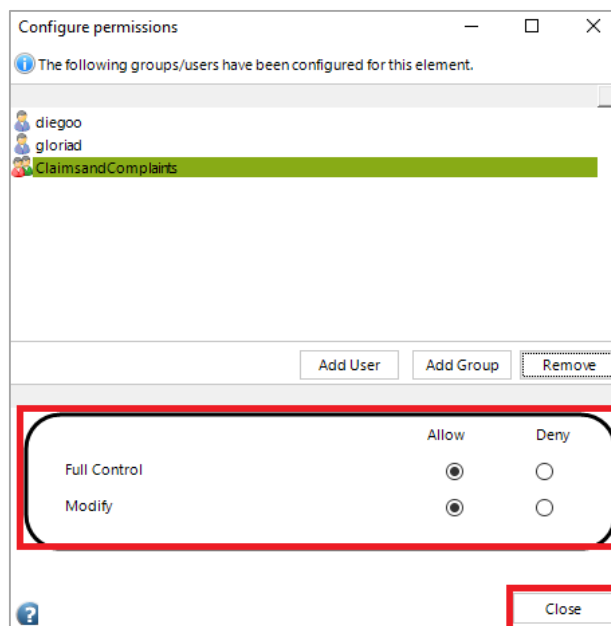 Configure permissions
The following groups/users have been configured for this element.
diegoo
gloriad
ClaimsandComplaints
Add User Add Group Remove
Allow Deny
Full Control
Modify
Close